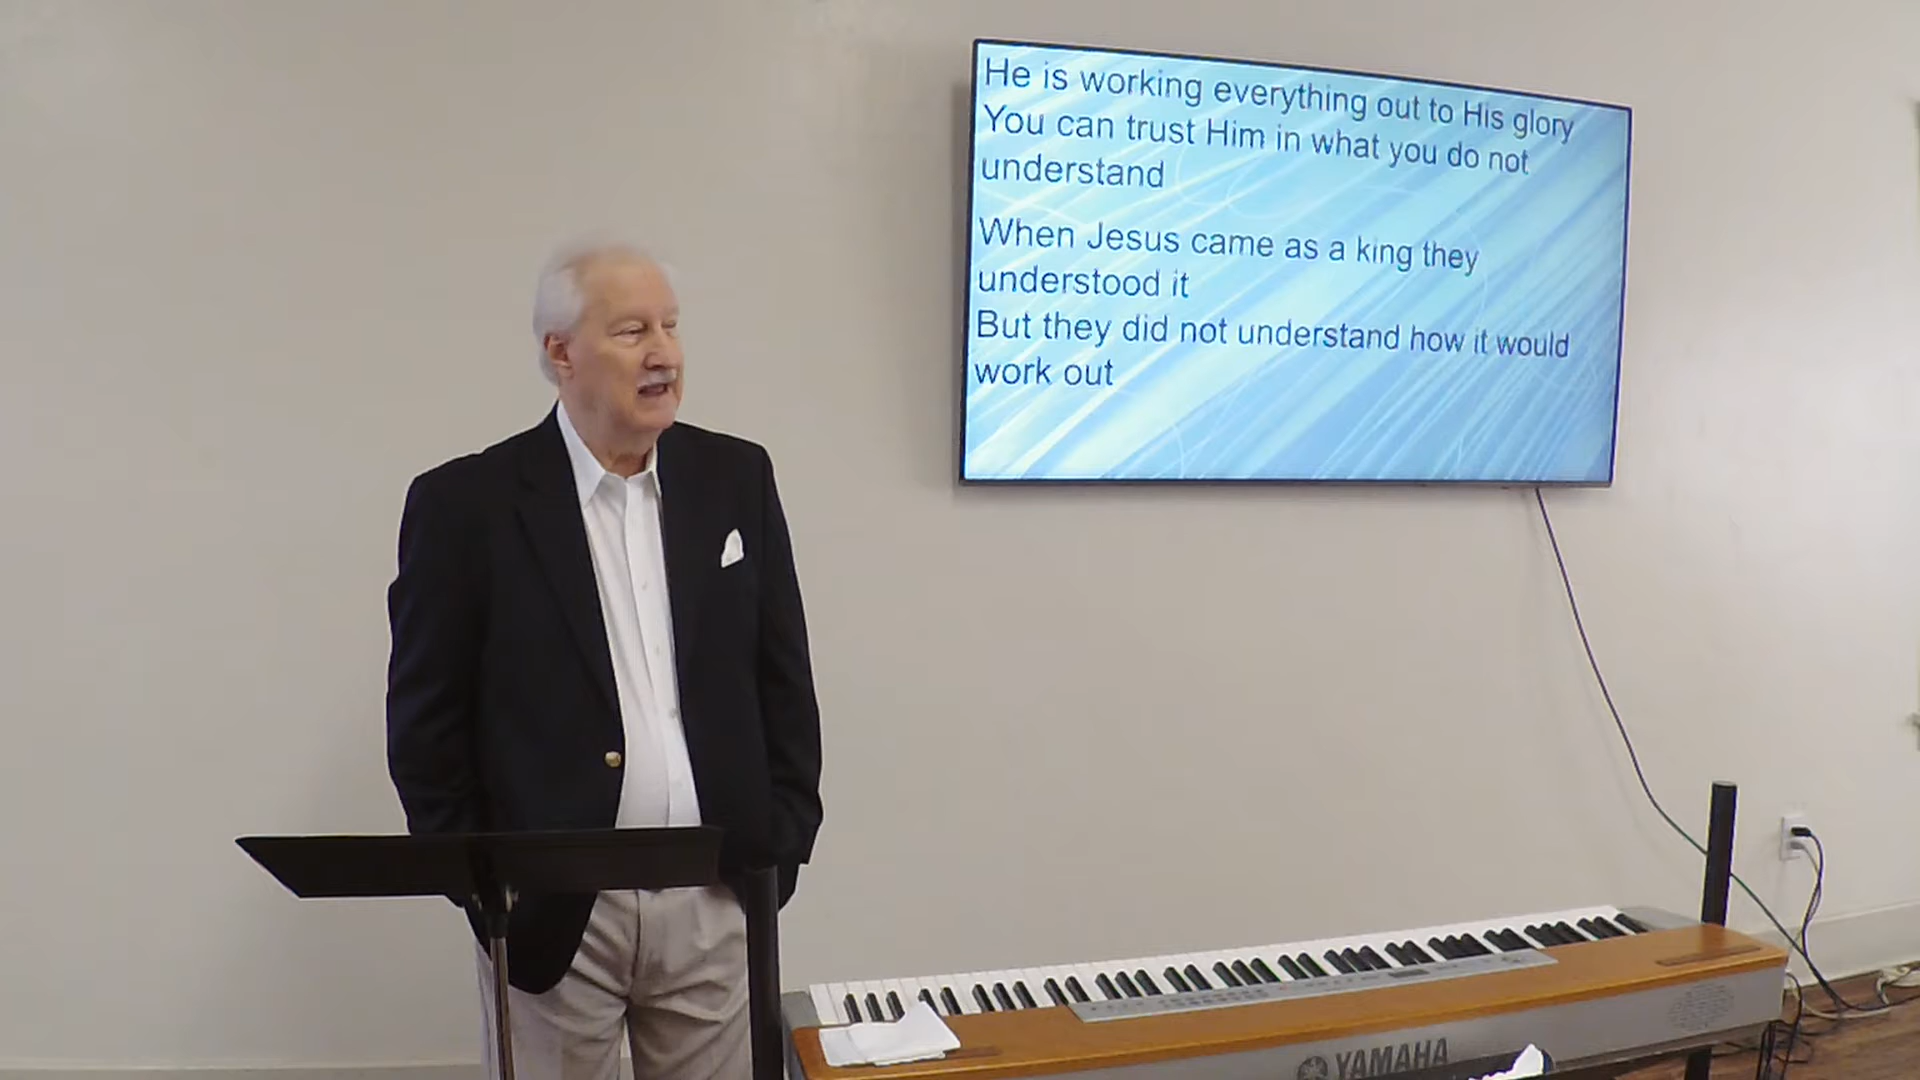 He is working everything out to His glory
You can trust Him in what you do not
understand
When Jesus came as a king they
understood it
But they did not understand how it would
work out
YAMAHA